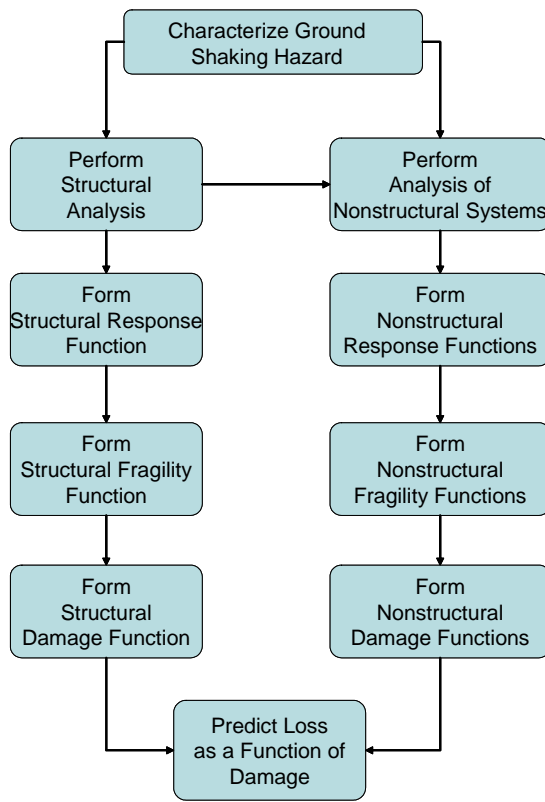 Characterize Ground
Shaking Hazard
Perform
Structural
Analysis
Perform
Analysis of
Nonstructural Systems
Form
Structural Response
Function
Form
Nonstructural
Response Functions
Form
Structural Fragility
Function
Form
Nonstructural
Fragility Functions
Form
Structural
Damage Function
Form
Nonstructural
Damage Functions
Predict Loss
as a Function of
Damage